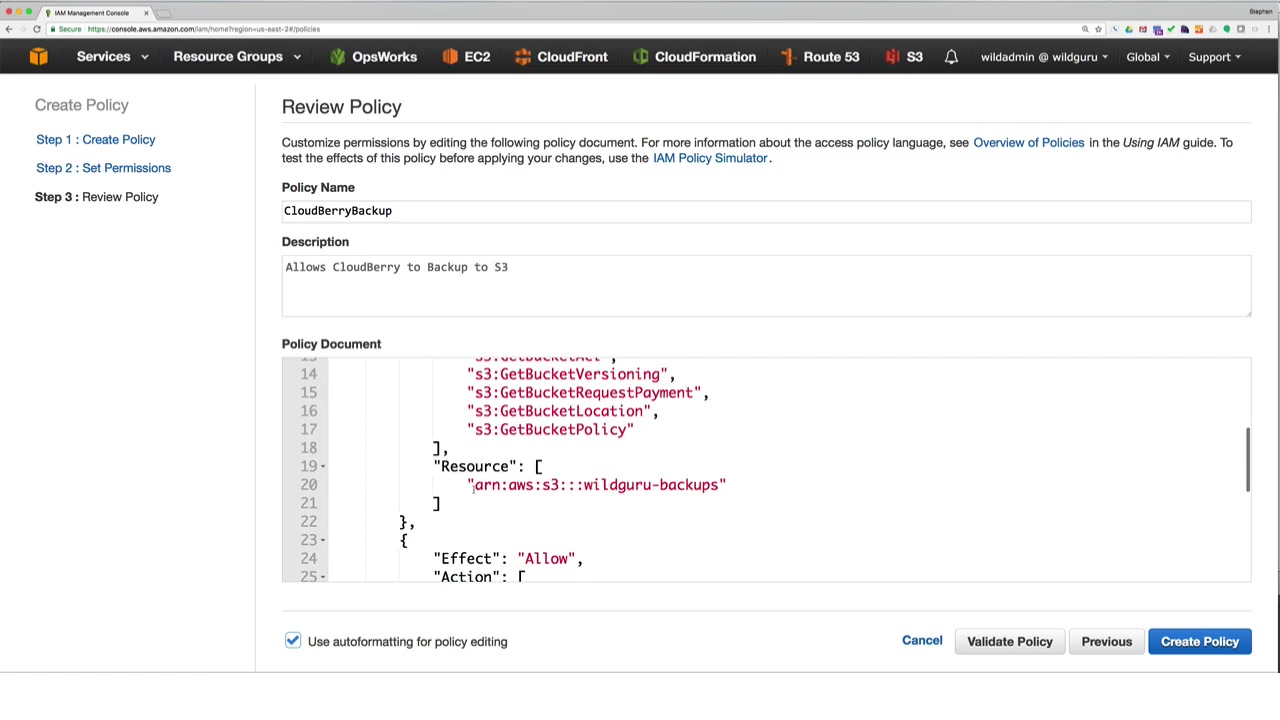 IAM Management Console
Stephen
Secure https://console.aws.amazon.com/iam/home?region=us-east-2#/policies
Services Resource Groups OpsWorks EC2 CloudFront CloudFormation Route 53 S3 wildadmin @ wildguru Global Support
Create Policy
Step 1 : Create Policy
Step 2 : Set Permissions
Step 3 : Review Policy
Review Policy
Customize permissions by editing the following policy document. For more information about the access policy language, see Overview of Policies in the Using IAM guide. To
test the effects of this policy before applying your changes, use the IAM Policy Simulator.
Policy Name
CloudBerryBackup
Description
Allows CloudBerry to Backup to S3
Policy Document
13 "s3:GetBucketAcl",
14 "s3:GetBucketVersioning",
15 "s3:GetBucketRequestPayment",
16 "s3:GetBucketLocation",
17 "s3:GetBucketPolicy"
18 ],
19 "Resource": [
20 "arn:aws:s3:::wildguru-backups"
21 ]
22 },
23 {
24 "Effect": "Allow",
25 "Action": [
Use autoformatting for policy editing
Cancel Validate Policy Previous Create Policy